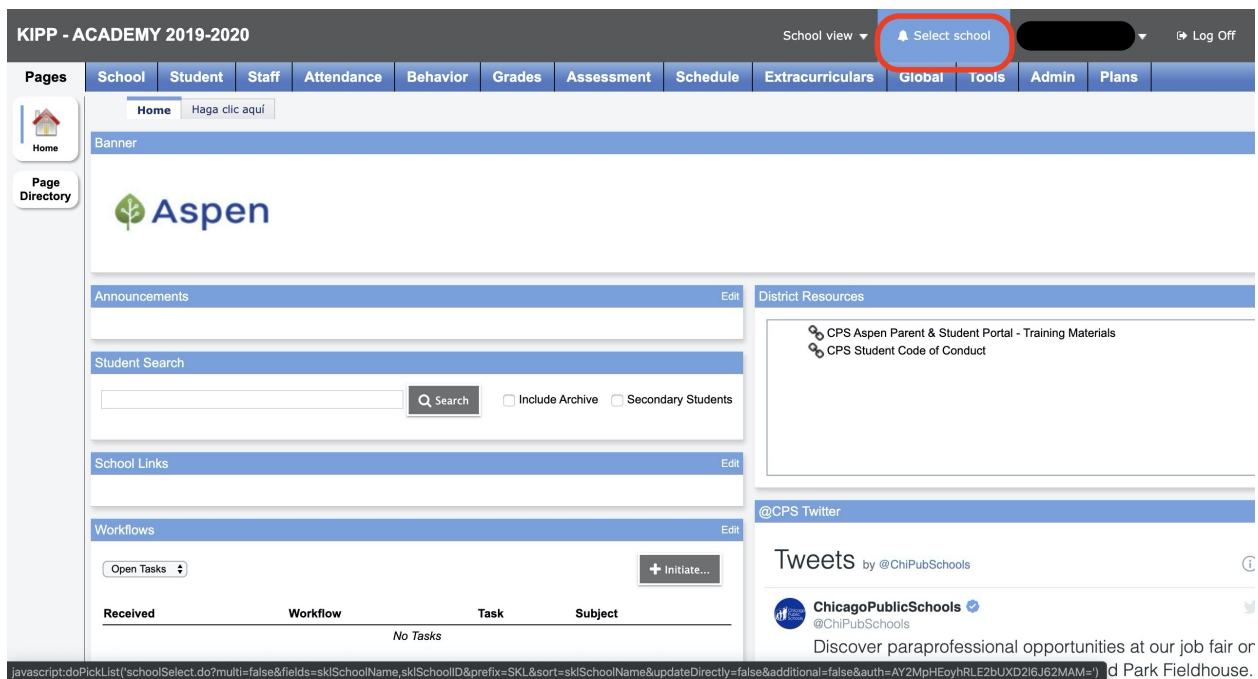 KIPP - ACADEMY 2019-2020
School view
Select school
Log Off
Pages
School Student Staff Attendance Behavior Grades Assessment Schedule Extracurriculars Global Tools Admin Plans
Home
Page
Directory
Home Haga clic aquí
Banner
Aspen
Announcements Edit
Student Search
Search Include Archive Secondary Students
School Links Edit
Workflows Edit
Open Tasks Initiate...
Received Workflow Task Subject
No Tasks
District Resources
CPS Aspen Parent & Student Portal - Training Materials
CPS Student Code of Conduct
@CPS Twitter
Tweets by @ChiPubSchools
ChicagoPublicSchools
@ChiPubSchools
Discover paraprofessional opportunities at our job fair on
d Park Fieldhouse.
javascript:doPickList('schoolSelect.do?multi=false&fields=sklSchoolName,sklSchoolID&prefix=SKL&sort=sklSchoolName&updateDirectly=false&additional=false&auth=AY2MpHEoyhRLE2bUXD2I6J62MAM=')